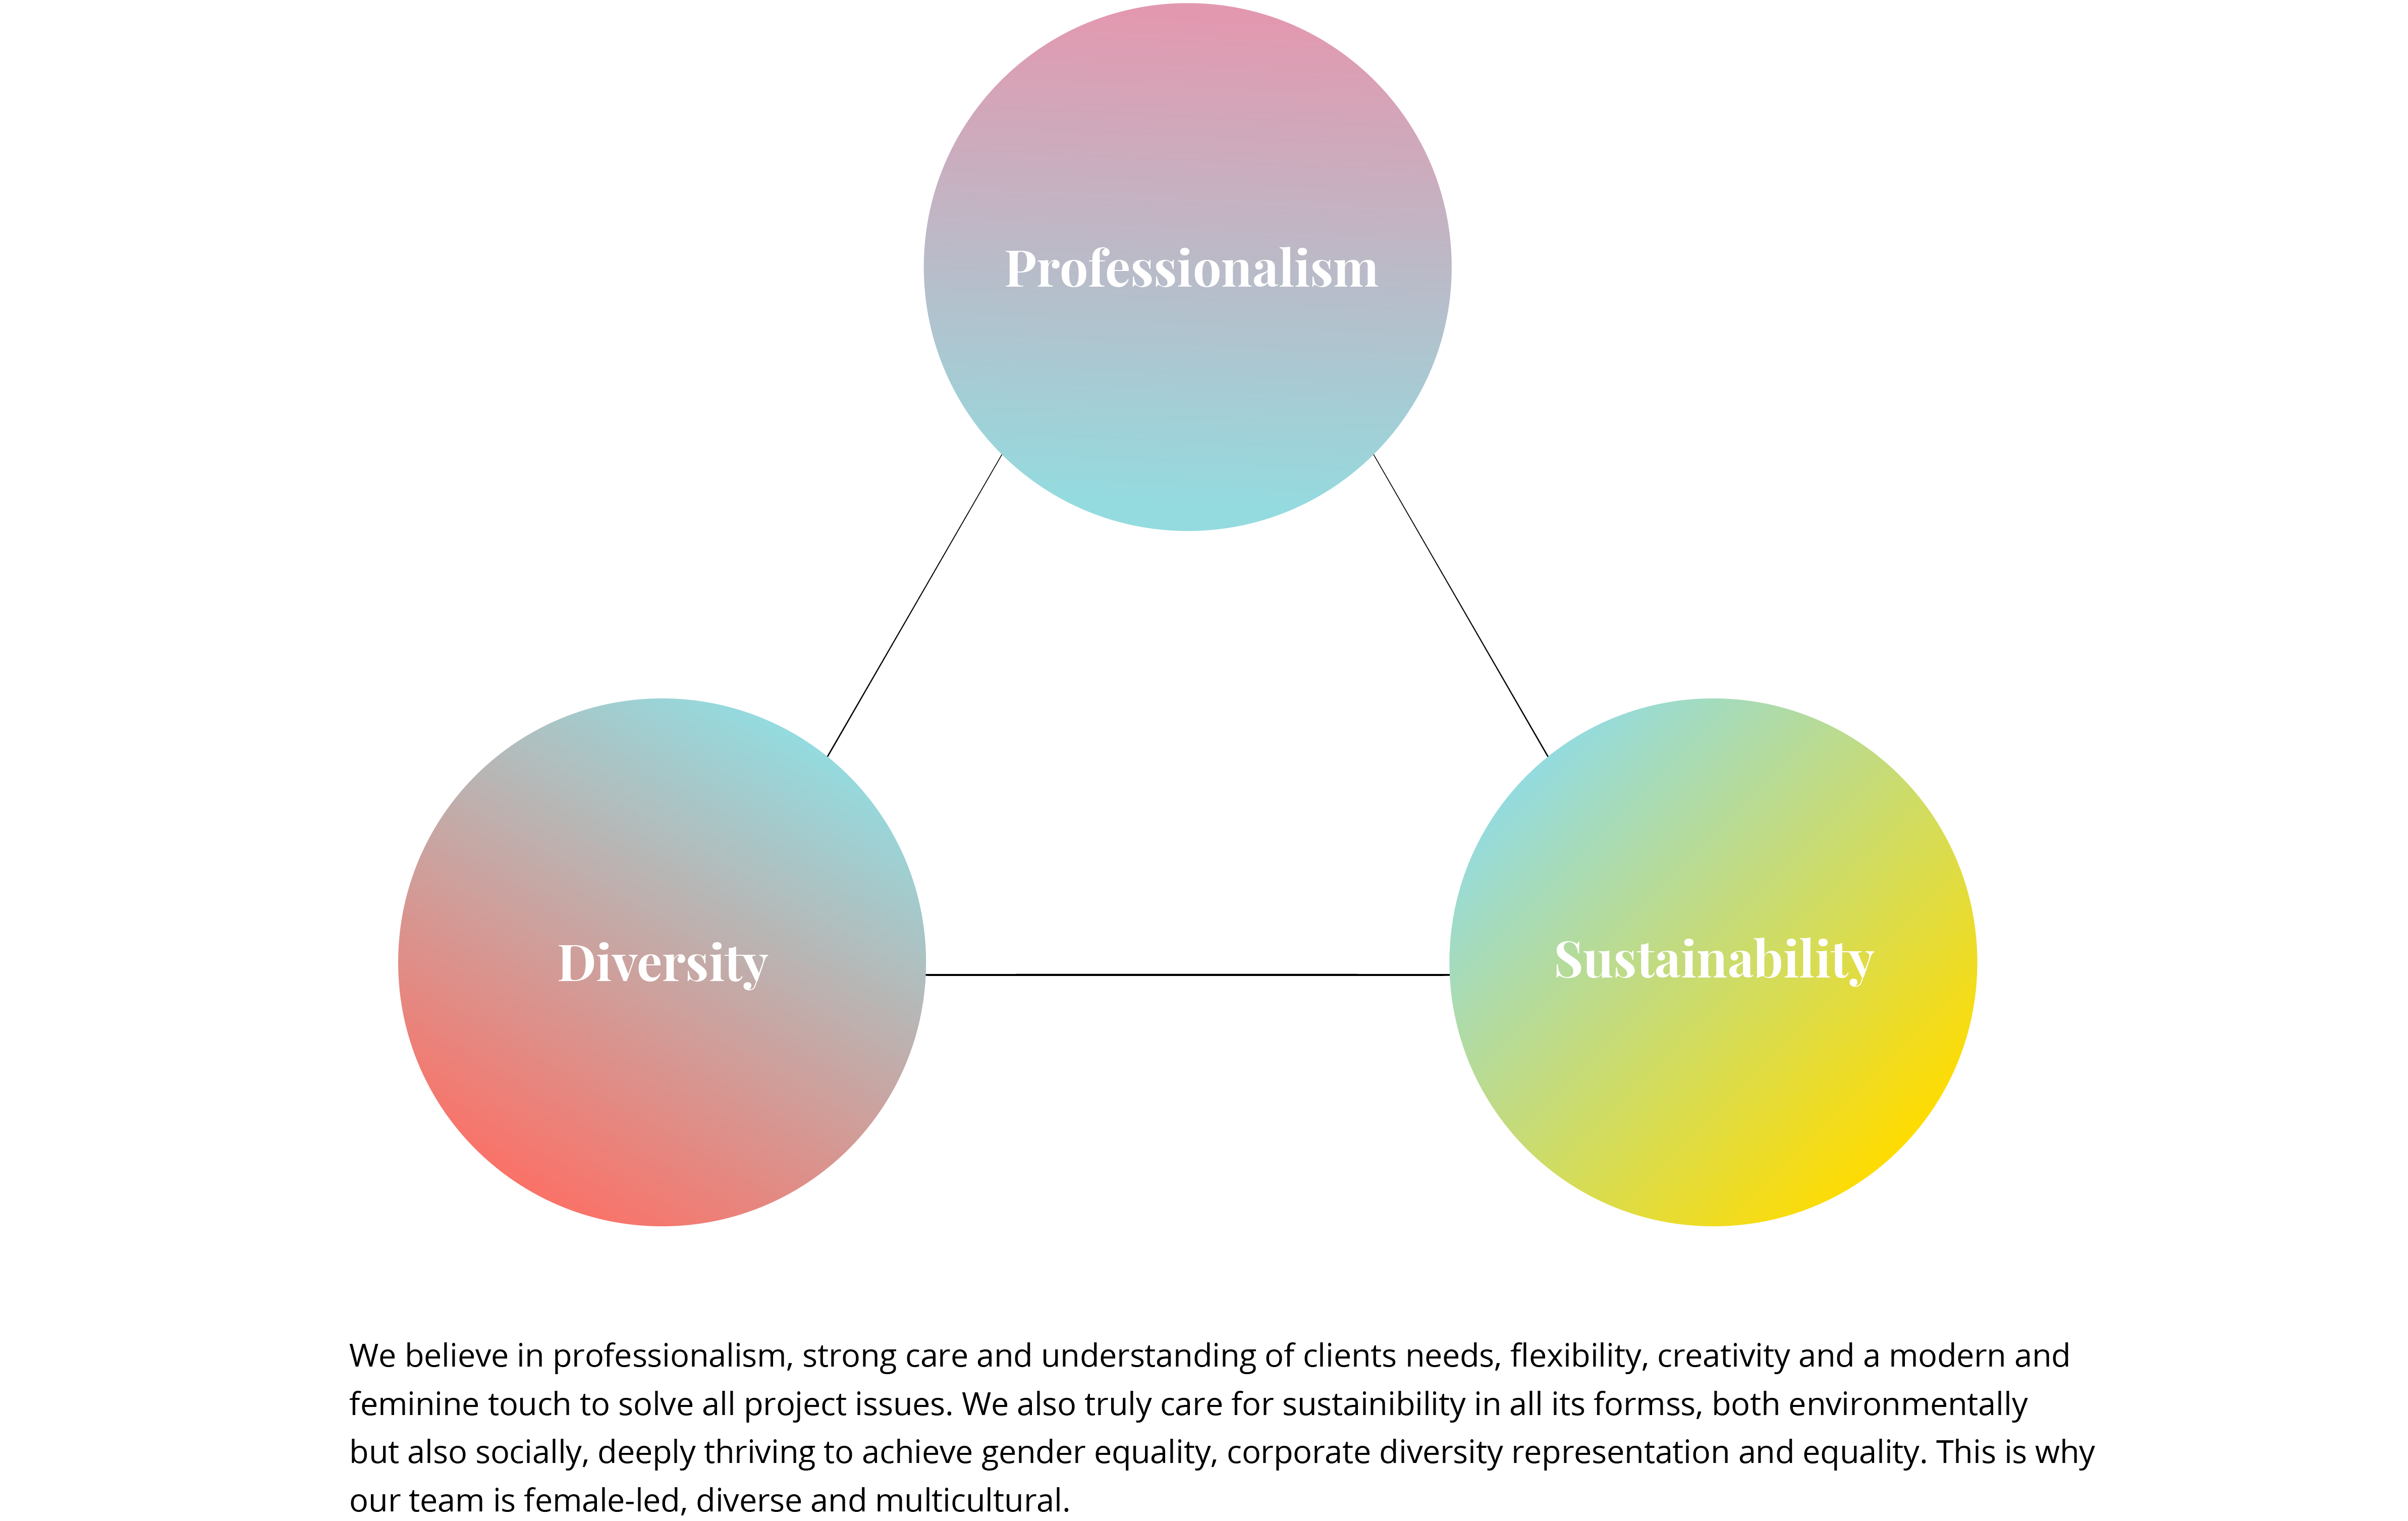 Professionalism
Diversity
Sustainability
We believe in professionalism, strong care and understanding of clients needs, flexibility, creativity and a modern and
feminine touch to solve all project issues. We also truly care for sustainibility in all its formss, both environmentally
but also socially, deeply thriving to achieve gender equality, corporate diversity representation and equality. This is why
our team is female-led, diverse and multicultural.